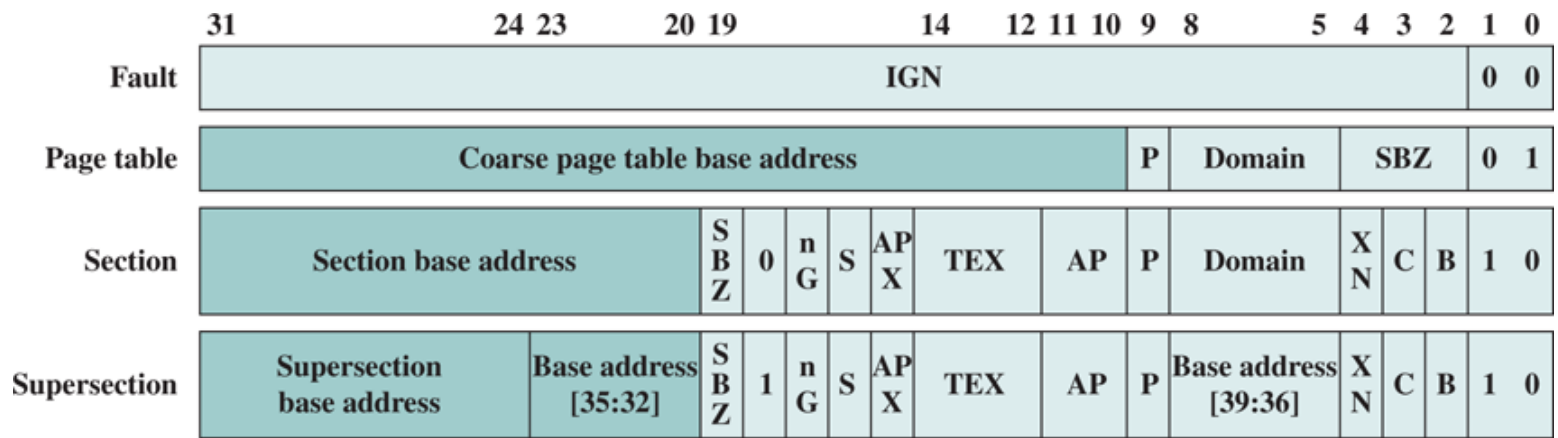 31 24 23 20 19 14 12 11 10 9 8 5 4 3 2 1 0
Fault IGN 0 0
Page table Coarse page table base address P Domain SBZ 0 1
Section Section base address S B Z 0 n G S AP X TEX AP P Domain X N C B 1 0
Supersection Supersection base address Base address [35:32] S B Z 1 n G S AP X TEX AP P Base address [39:36] X N C B 1 0